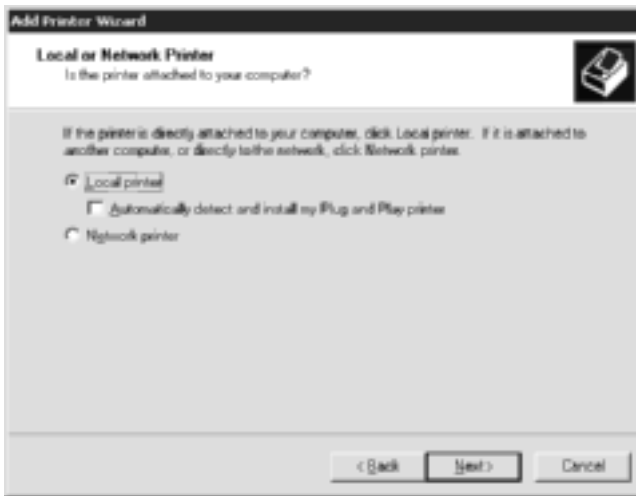 Add Printer Wizard
Local or Network Printer
Is the printer attached to your computer?
If the printer is directly attached to your computer, click Local printer. If it is attached to
another computer, or directly to the network, click Network printer.
Local printer
Automatically detect and install my Plug and Play printer
Network printer
< Back
Next >
Cancel